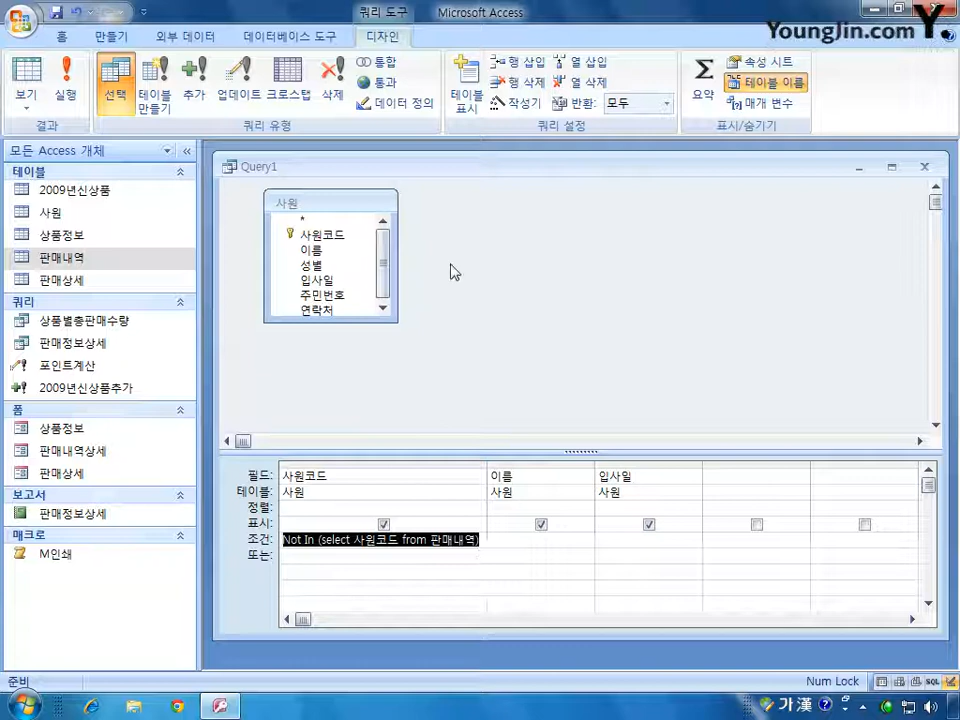 쿼리 도구
Microsoft Access
YoungJin.com Y.
홈
만들기
외부 데이터
데이터베이스 도구
디자인
보기
실행
결과
선택
테이블
만들기
추가
업데이트
크로스탭
삭제
통합
통과
데이터 정의
쿼리 유형
테이블
표시
행 삽입
행 삭제
작성기
열 삽입
열 삭제
반환: 모두
쿼리 설정
Σ
요약
속성 시트
테이블 이름
매개 변수
표시/숨기기
모든 Access 개체
«
테이블
2009년신상품
사원
상품정보
판매내역
판매상세
쿼리
상품별총판매수량
판매정보상세
포인트계산
2009년신상품추가
폼
상품정보
판매내역상세
판매상세
보고서
판매정보상세
매크로
M인쇄
Query1
사원
*
사원코드
이름
성별
입사일
주민번호
연락처
필드: 사원코드 이름 입사일
테이블: 사원 사원 사원
정렬:
표시:
조건: Not In (select 사원코드 from 판매내역)
또는:
준비
Num Lock
SQL
가 漢